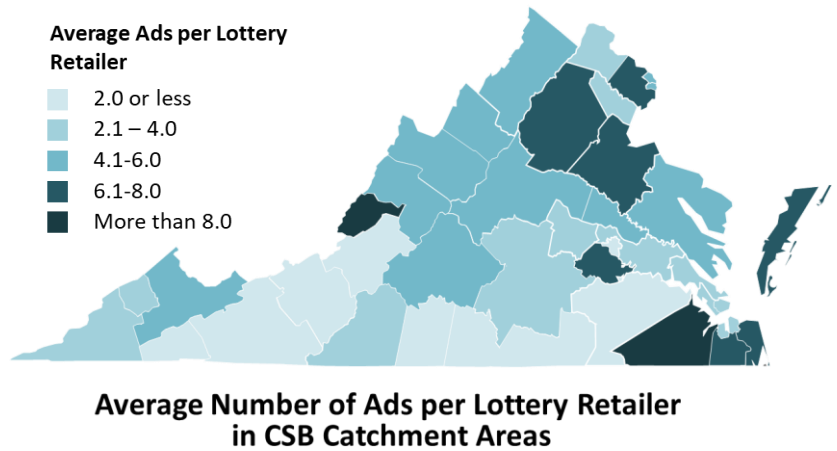 Average Ads per Lottery
Retailer
2.0 or less
2.1 – 4.0
4.1-6.0
6.1-8.0
More than 8.0
Average Number of Ads per Lottery Retailer
in CSB Catchment Areas